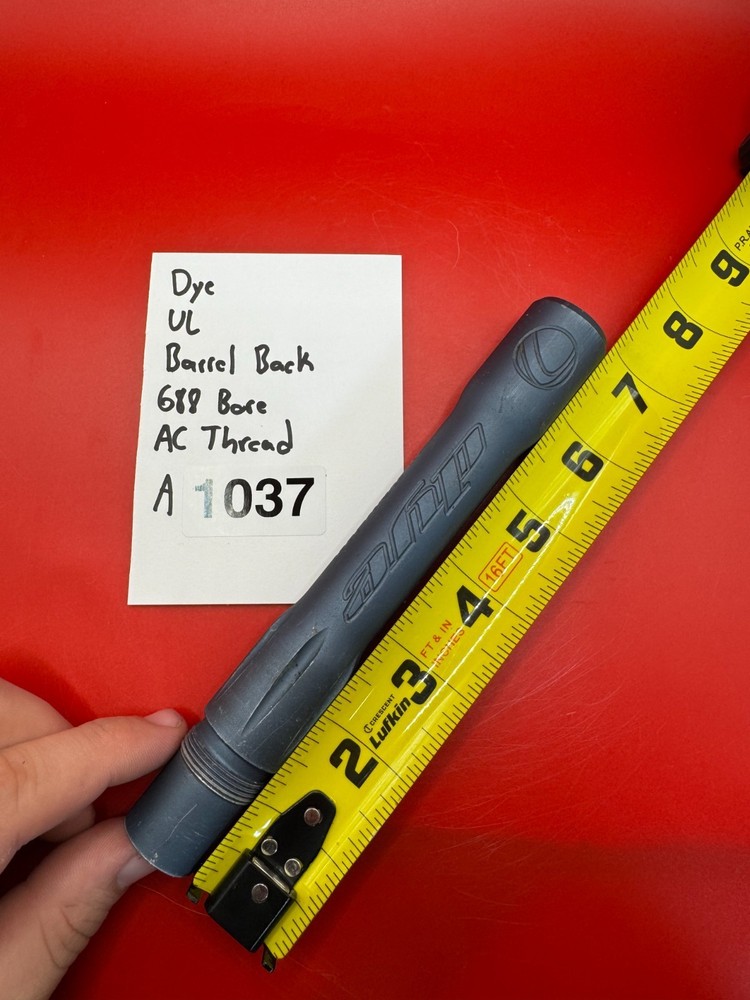 Dye
UL
Barrel Back
688 Bore
AC Thread
A 1037
dye
2 3 4 5 6 7 8 9
CRESCENT
Lufkin
FT & IN
INCHES
16FT